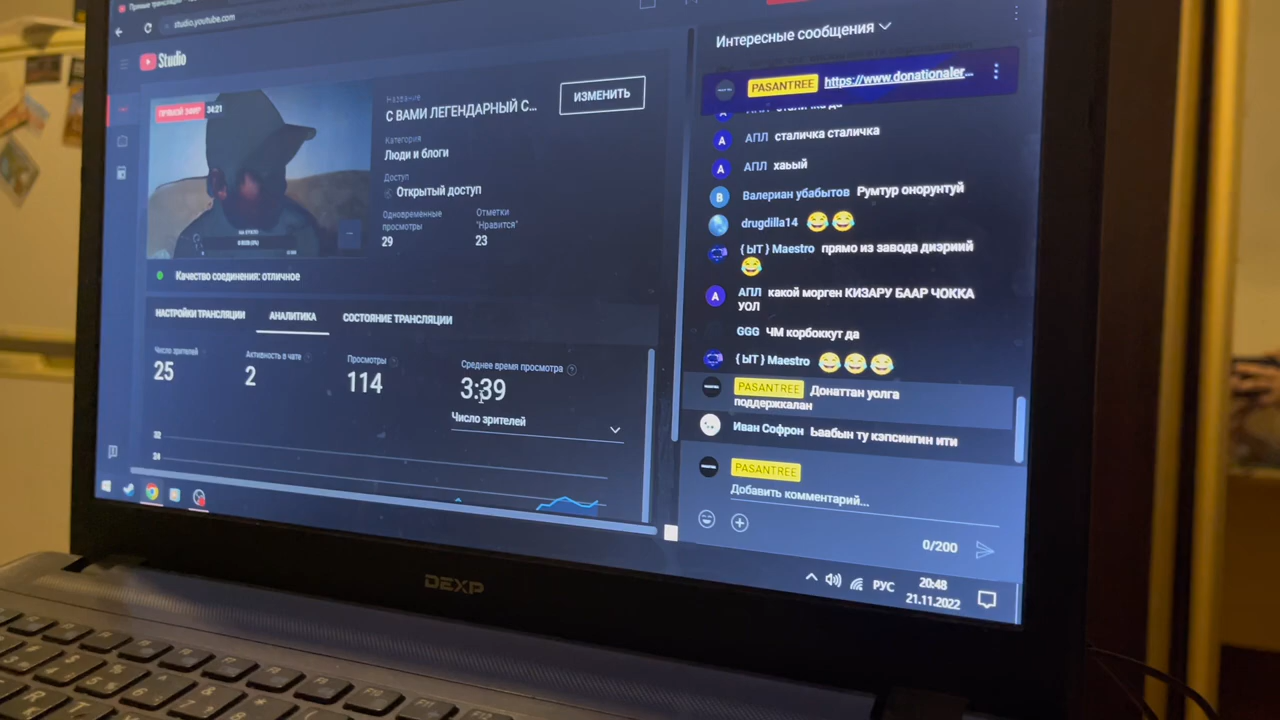 studio.youtube.com
Studio
ПРЯМОЙ ЭФИР 34:21
Название
С ВАМИ ЛЕГЕНДАРНЫЙ С...
ИЗМЕНИТЬ
Категория
Люди и блоги
Доступ
Открытый доступ
Одновременные
просмотры
29
Отметки
"Нравится"
23
Качество соединения: отличное
НАСТРОЙКИ ТРАНСЛЯЦИИ
АНАЛИТИКА
СОСТОЯНИЕ ТРАНСЛЯЦИИ
Число зрителей
25
Активность в чате
2
Просмотры
114
Среднее время просмотра
3:39
Число зрителей
32
24
Интересные сообщения
PASANTREE https://www.donationaler...
АПЛ сталичка сталичка
АПЛ хаьый
Валериан убабытов Румтур онорунтуй
drugdilla14 😂😂
{ ЫТ } Maestro прямо из завода диэриий
😂
АПЛ какой морген КИЗАРУ БААР ЧОККА
УОЛ
GGG ЧМ корбоккут да
{ ЫТ } Maestro 😂😂😂
PASANTREE Донаттан уолга
поддержкалан
Иван Софрон Ьаабын ту кэпсиигин ити
PASANTREE
Добавить комментарий...
0/200
РУС
20:48
21.11.2022
DEXP